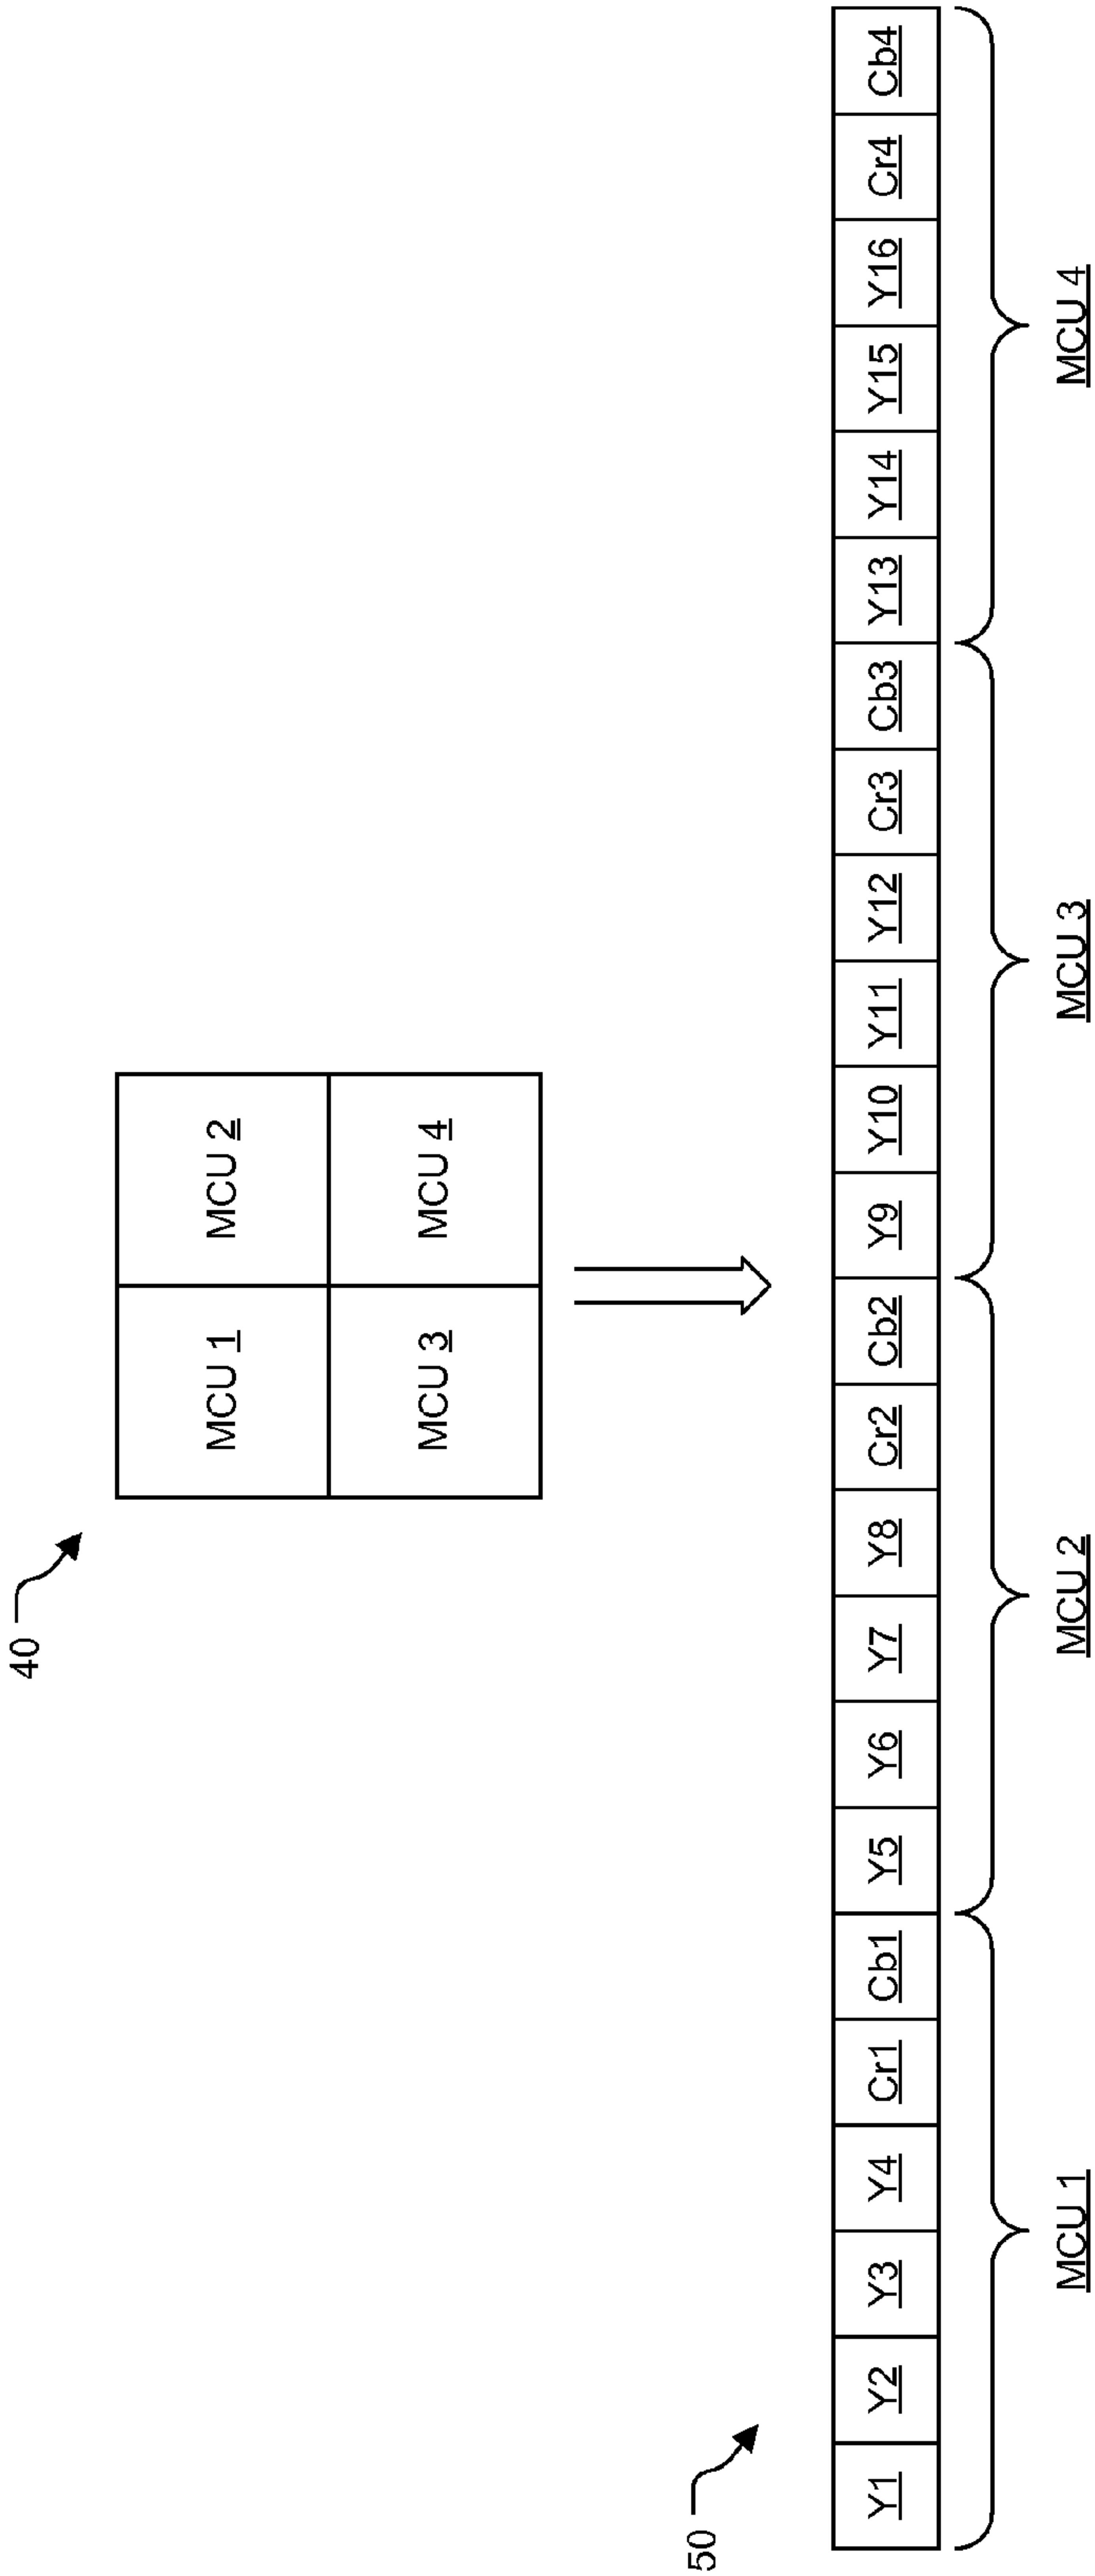 40
MCU 1 MCU 2
MCU 3 MCU 4
50
Y1 Y2 Y3 Y4 Cr1 Cb1 Y5 Y6 Y7 Y8 Cr2 Cb2 Y9 Y10 Y11 Y12 Cr3 Cb3 Y13 Y14 Y15 Y16 Cr4 Cb4
MCU 1 MCU 2 MCU 3 MCU 4